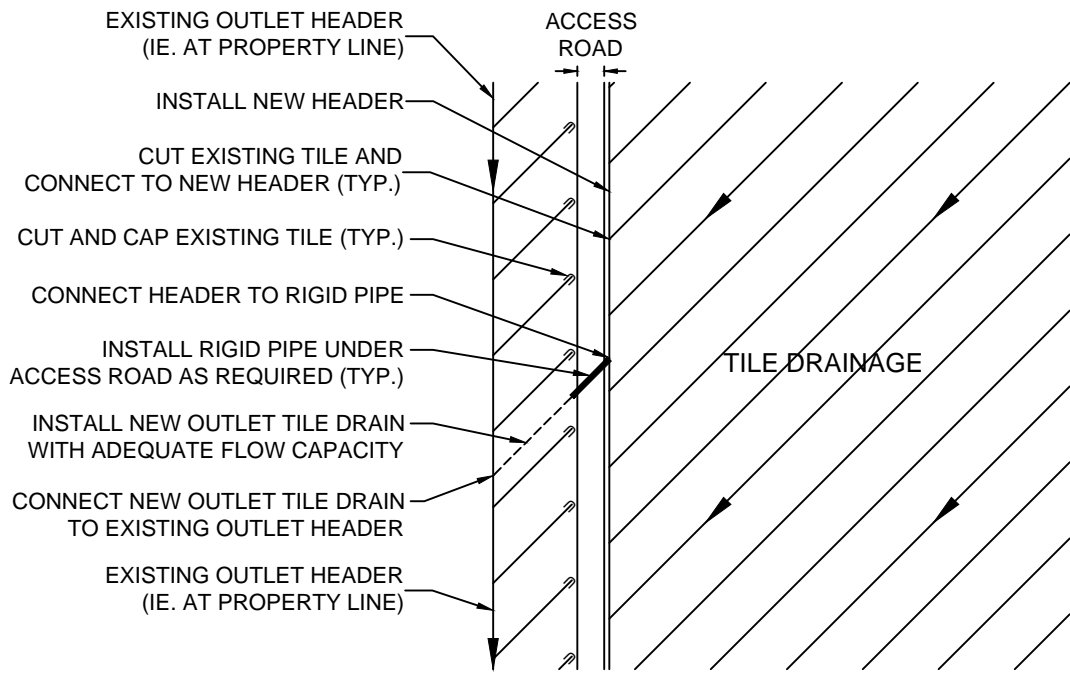 EXISTING OUTLET HEADER
(IE. AT PROPERTY LINE)
ACCESS
ROAD
INSTALL NEW HEADER
CUT EXISTING TILE AND
CONNECT TO NEW HEADER (TYP.)
CUT AND CAP EXISTING TILE (TYP.)
CONNECT HEADER TO RIGID PIPE
INSTALL RIGID PIPE UNDER
ACCESS ROAD AS REQUIRED (TYP.)
TILE DRAINAGE
INSTALL NEW OUTLET TILE DRAIN
WITH ADEQUATE FLOW CAPACITY
CONNECT NEW OUTLET TILE DRAIN
TO EXISTING OUTLET HEADER
EXISTING OUTLET HEADER
(IE. AT PROPERTY LINE)